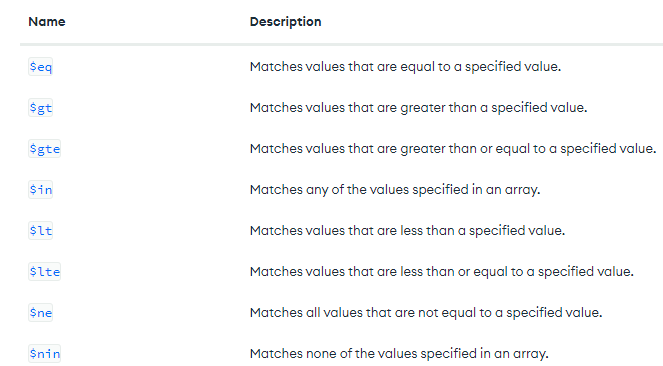 Name Description
$eq Matches values that are equal to a specified value.
$gt Matches values that are greater than a specified value.
$gte Matches values that are greater than or equal to a specified value.
$in Matches any of the values specified in an array.
$lt Matches values that are less than a specified value.
$lte Matches values that are less than or equal to a specified value.
$ne Matches all values that are not equal to a specified value.
$nin Matches none of the values specified in an array.